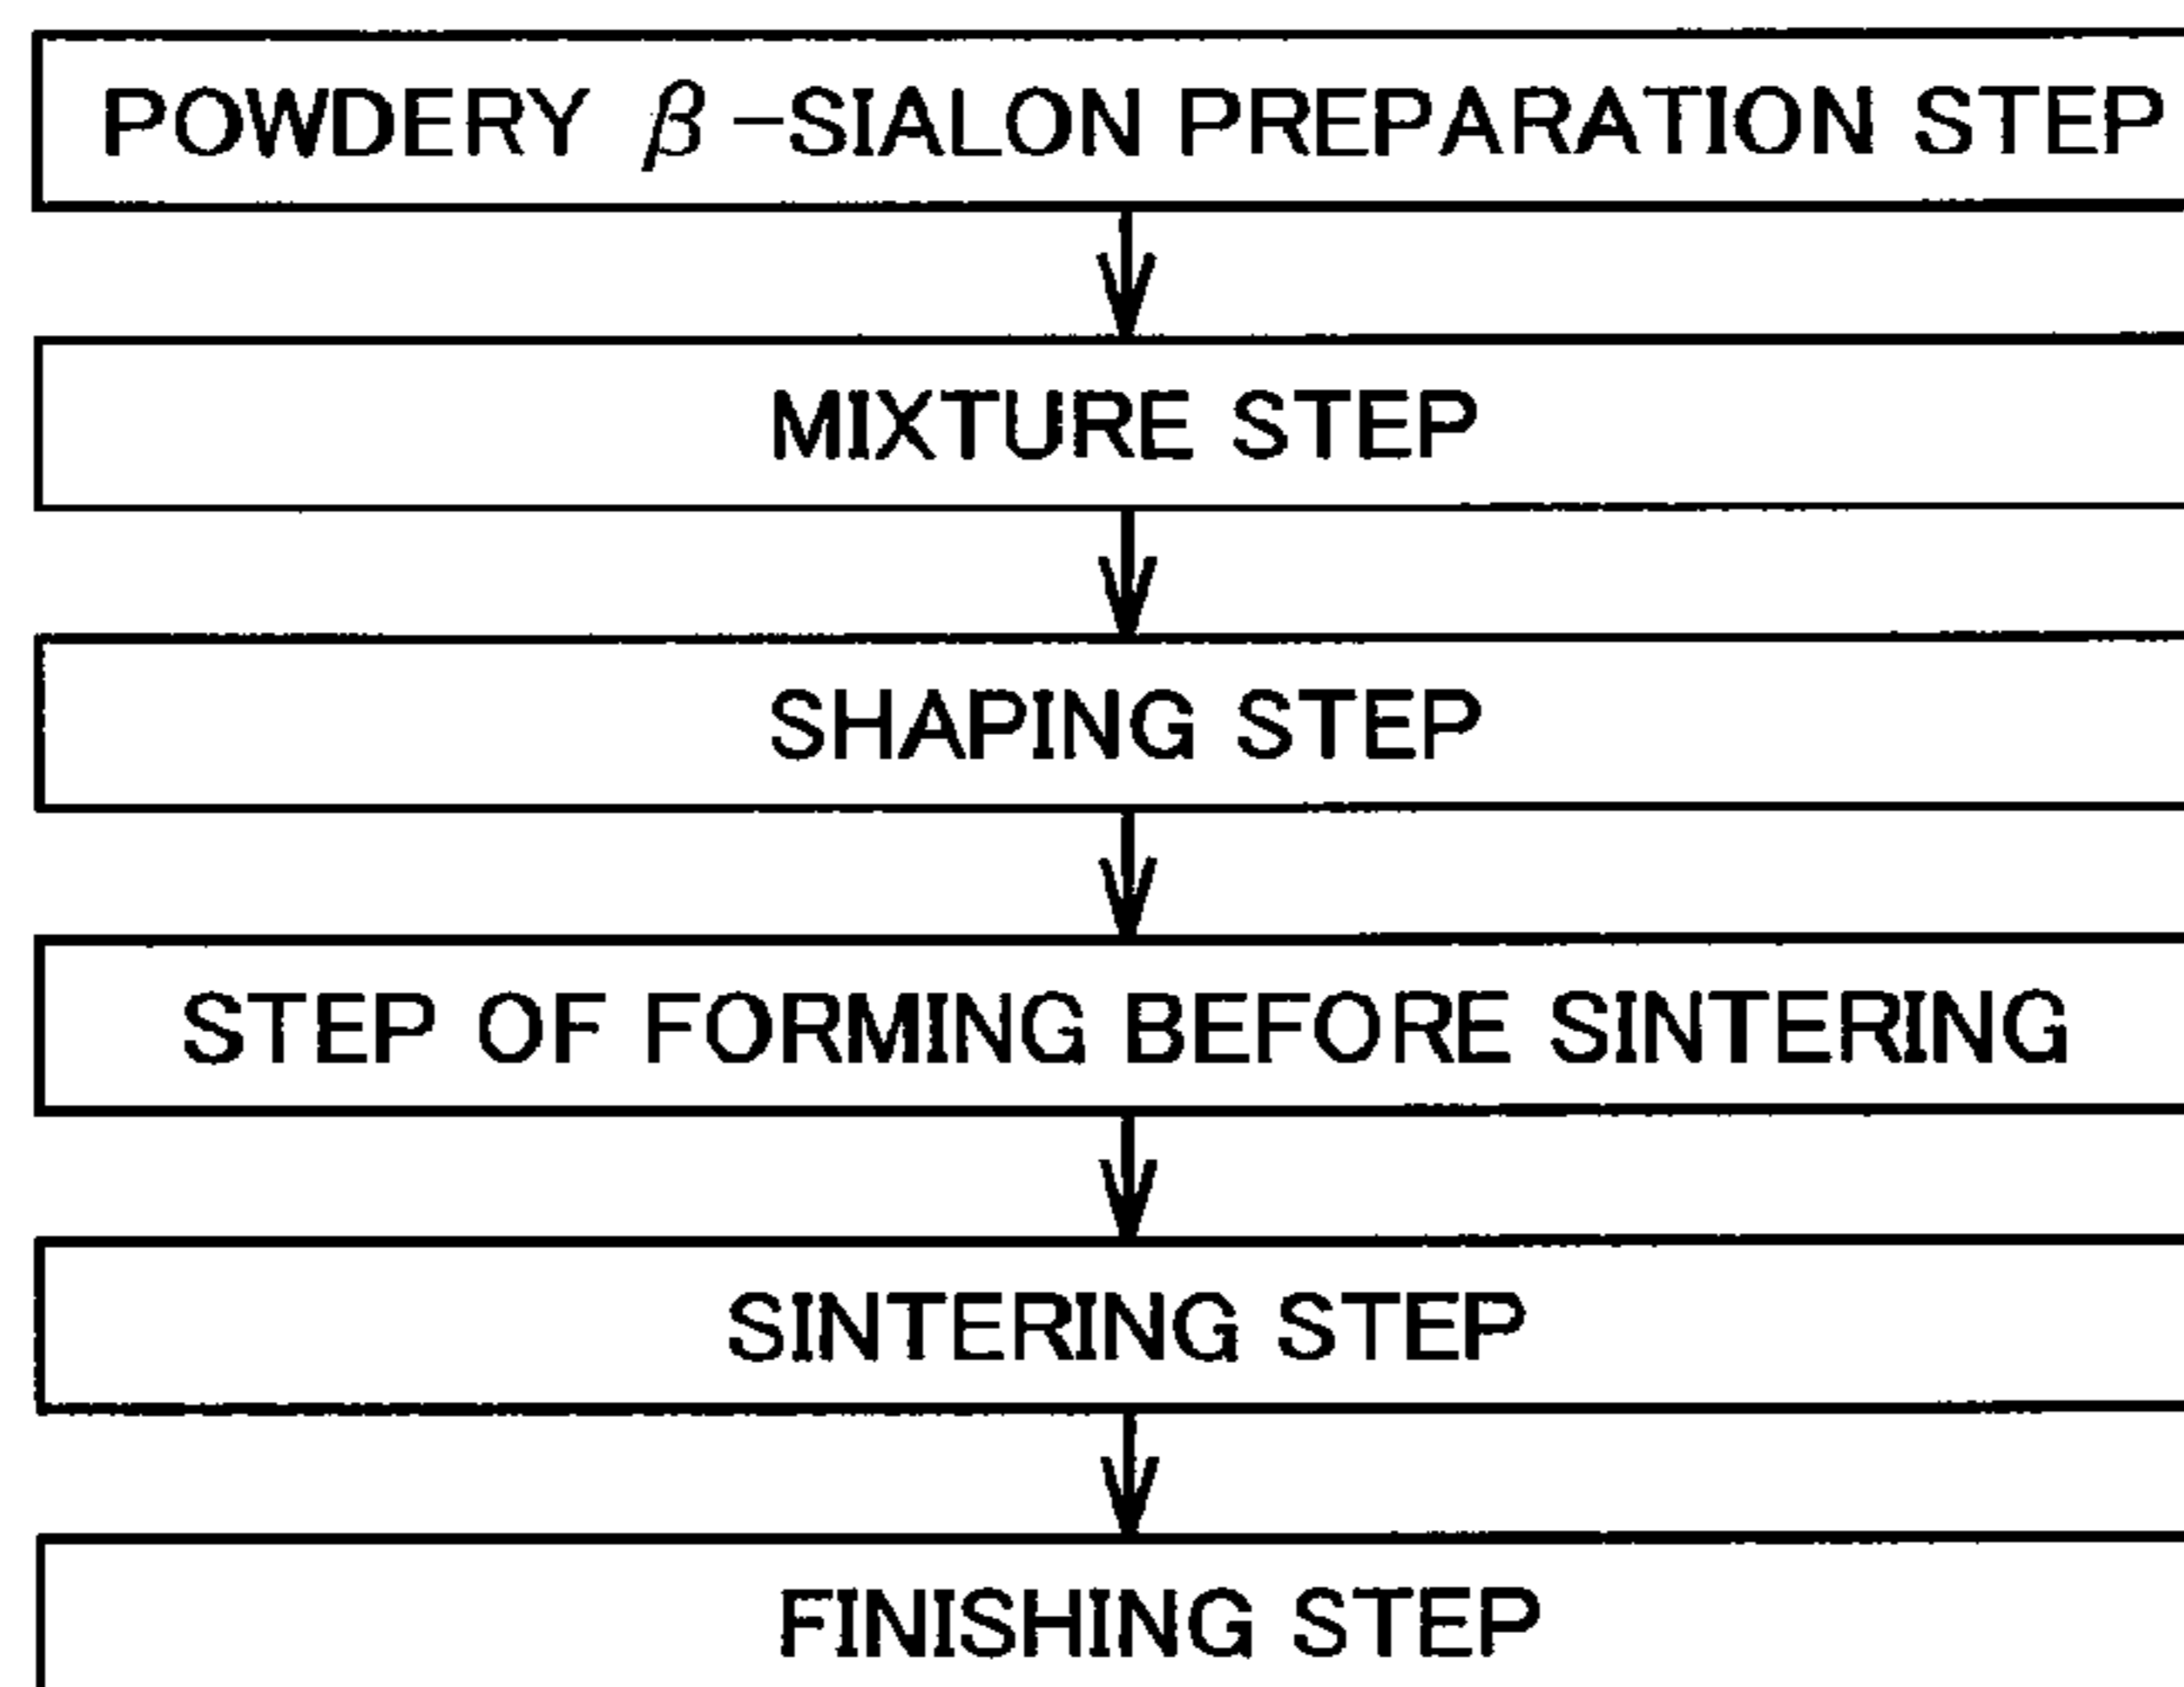 POWDERY β-SIALON PREPARATION STEP
MIXTURE STEP
SHAPING STEP
STEP OF FORMING BEFORE SINTERING
SINTERING STEP
FINISHING STEP